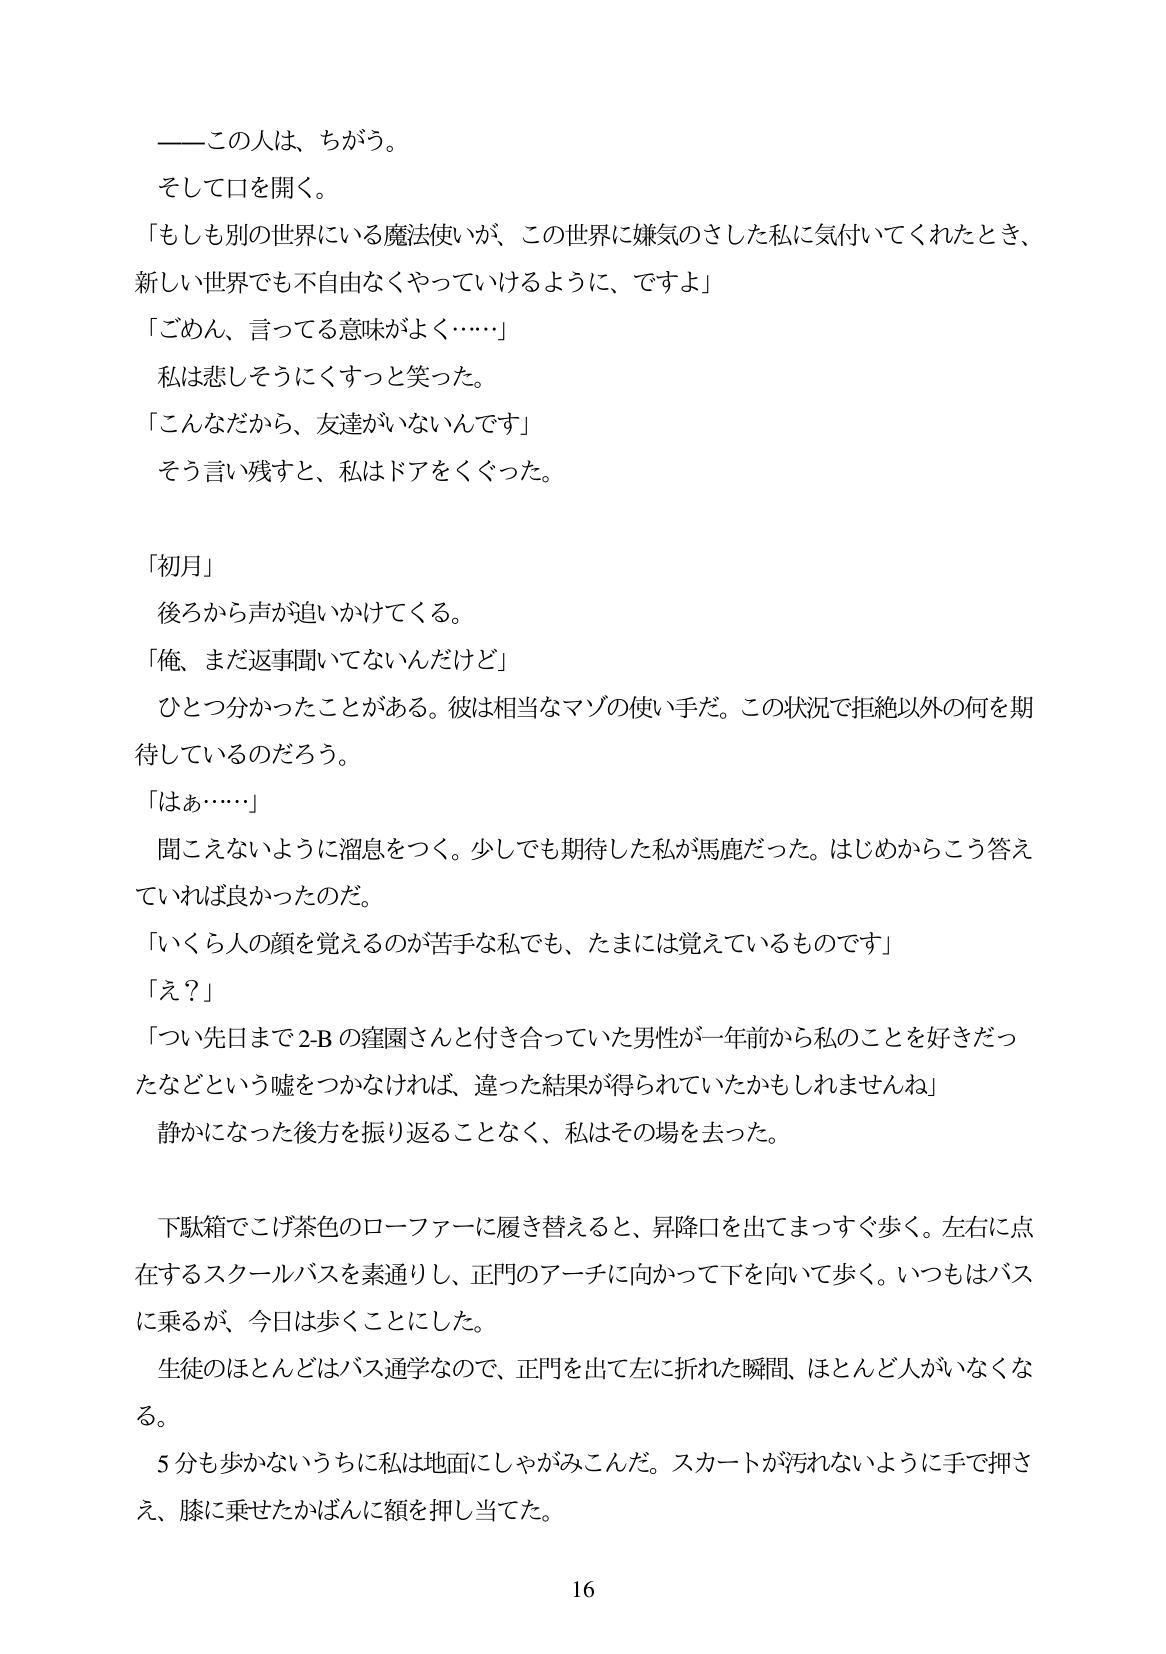 ――この人は、ちがう。
そして口を開く。
「もしも別の世界にいる魔法使いが、この世界に嫌気のさした私に気付いてくれたとき、
新しい世界でも不自由なくやっていけるように、ですよ」
「ごめん、言ってる意味がよく……」
私は悲しそうにくすっと笑った。
「こんなだから、友達がいないんです」
そう言い残すと、私はドアをくぐった。
「初月」
後ろから声が追いかけてくる。
「俺、まだ返事聞いてないんだけど」
ひとつ分かったことがある。彼は相当なマゾの使い手だ。この状況で拒絶以外の何を期
待しているのだろう。
「はぁ……」
聞こえないように溜息をつく。少しでも期待した私が馬鹿だった。はじめからこう答え
ていれば良かったのだ。
「いくら人の顔を覚えるのが苦手な私でも、たまには覚えているものです」
「え？」
「つい先日まで 2-B の窪園さんと付き合っていた男性が一年前から私のことを好きだっ
たなどという嘘をつかなければ、違った結果が得られていたかもしれませんね」
静かになった後方を振り返ることなく、私はその場を去った。
下駄箱でこげ茶色のローファーに履き替えると、昇降口を出てまっすぐ歩く。左右に点
在するスクールバスを素通りし、正門のアーチに向かって下を向いて歩く。いつもはバス
に乗るが、今日は歩くことにした。
生徒のほとんどはバス通学なので、正門を出て左に折れた瞬間、ほとんど人がいなくな
る。
5 分も歩かないうちに私は地面にしゃがみこんだ。スカートが汚れないように手で押さ
え、膝に乗せたかばんに額を押し当てた。
16